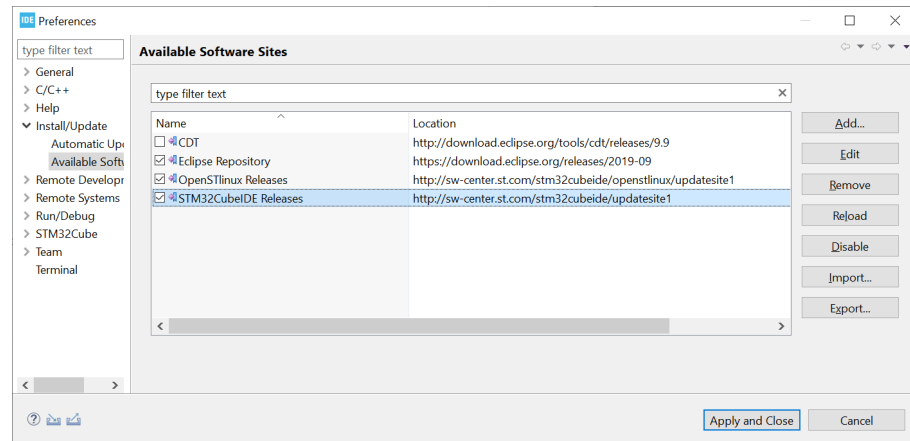 IDE Preferences
type filter text
Available Software Sites
General
C/C++
Help
Install/Update
Automatic Up
Available Soft
Remote Develop
Remote Systems
Run/Debug
STM32Cube
Team
Terminal
type filter text
Name Location
CDT http://download.eclipse.org/tools/cdt/releases/9.9
Eclipse Repository https://download.eclipse.org/releases/2019-09
OpenSTlinux Releases http://sw-center.st.com/stm32cubeide/openstlinux/updatesite1
STM32CubeIDE Releases http://sw-center.st.com/stm32cubeide/updatesite1
Add...
Edit
Remove
Reload
Disable
Import...
Export...
Apply and Close Cancel